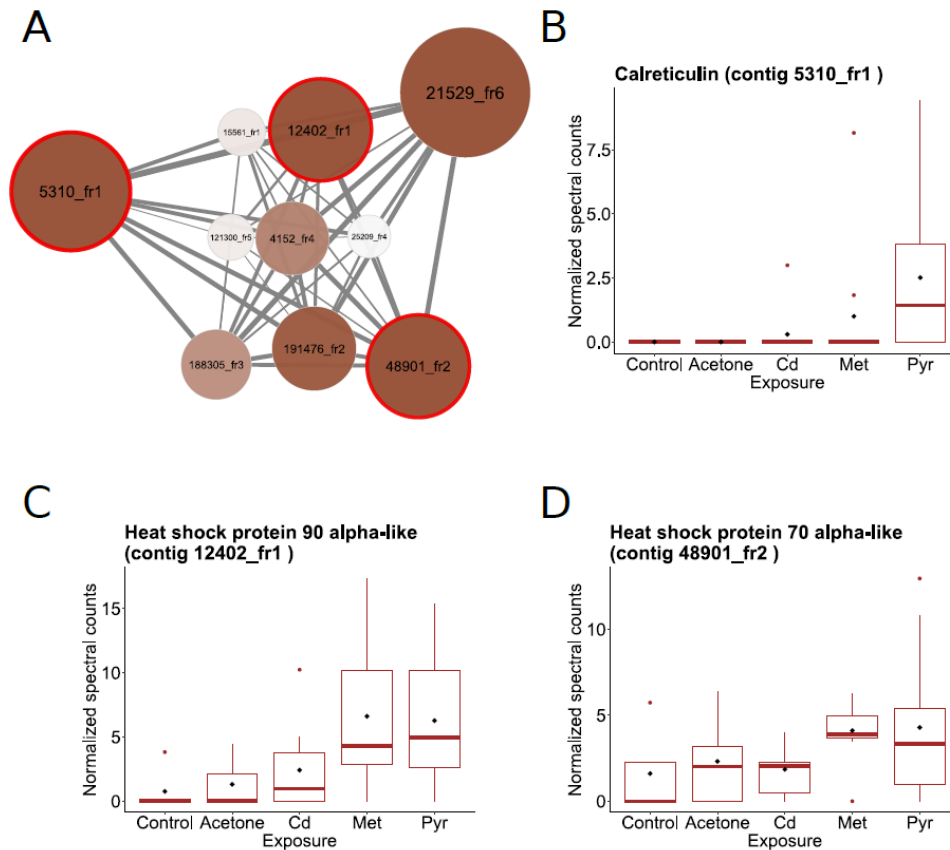 A
21529_fr6
15561_fr1
12402_fr1
5310_fr1
121300_fr5
4152_fr4
25209_fr4
188305_fr3
191476_fr2
48901_fr2
B
Calreticulin (contig 5310_fr1 )
Normalized spectral counts
7.5
5.0
2.5
0.0
Control Acetone Cd Met Pyr
Exposure
C
Heat shock protein 90 alpha-like
(contig 12402_fr1 )
Normalized spectral counts
15
10
5
0
Control Acetone Cd Met Pyr
Exposure
D
Heat shock protein 70 alpha-like
(contig 48901_fr2 )
Normalized spectral counts
10
5
0
Control Acetone Cd Met Pyr
Exposure